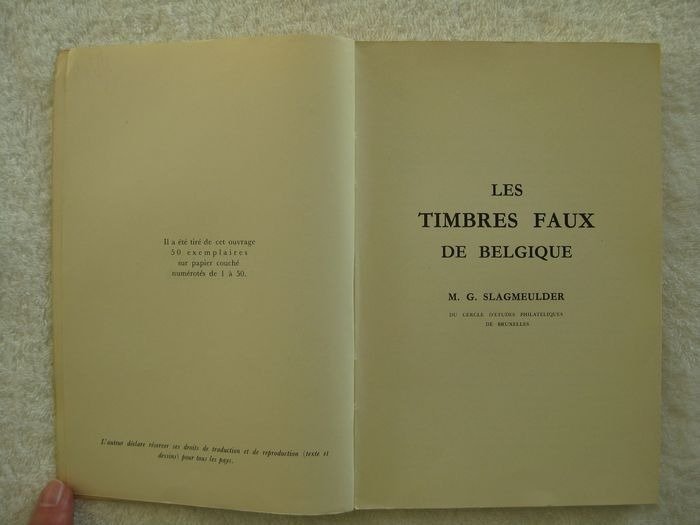 Il a été tiré de cet ouvrage
50 exemplaires
sur papier couché
numérotés de 1 à 50.
L'auteur déclare réserver ses droits de traduction et de reproduction (texte et
dessins) pour tous les pays.
LES
TIMBRES FAUX
DE BELGIQUE
M. G. SLAGMEULDER
DU CERCLE D'ETUDES PHILATELIQUES
DE BRUXELLES